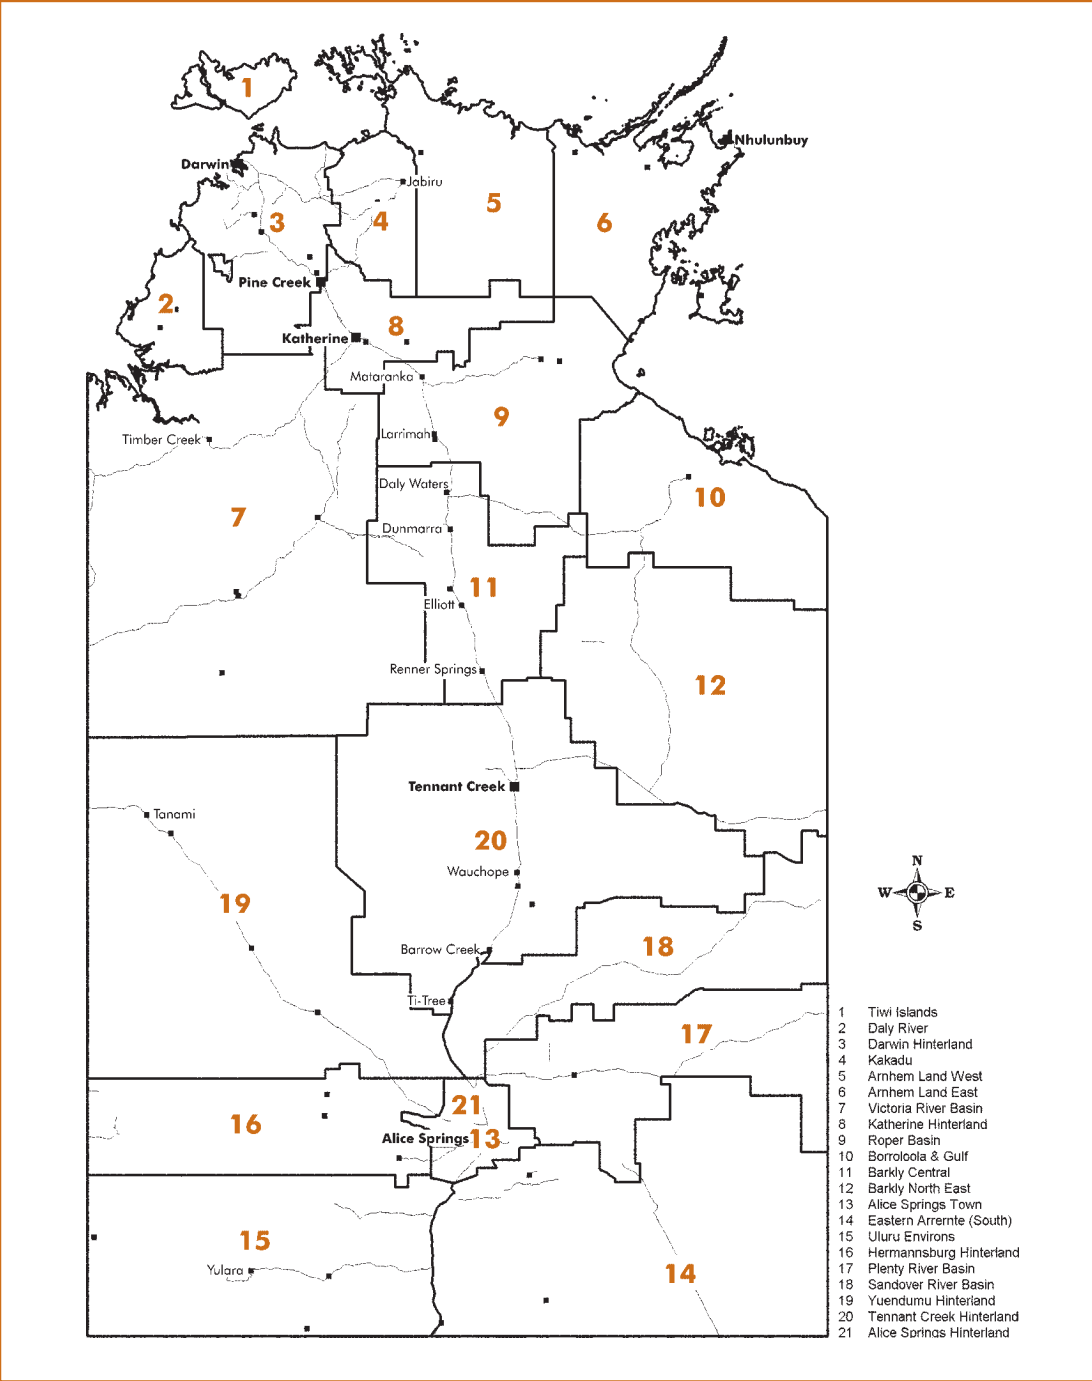 1
Nhulunbuy
Darwin
Jabiru
5
3
4
6
Pine Creek
2
8
Katherine
Mataranka
9
Timber Creek
Larrimah
Daly Waters
10
7
Dunmarra
11
Elliott
Renner Springs
12
Tennant Creek
Tanami
20
Wauchope
19
18
Barrow Creek
Ti-Tree
17
21
16
Alice Springs
13
15
Yulara
14
N
W E
S
1 Tiwi Islands
2 Daly River
3 Darwin Hinterland
4 Kakadu
5 Arnhem Land West
6 Arnhem Land East
7 Victoria River Basin
8 Katherine Hinterland
9 Roper Basin
10 Borroloola & Gulf
11 Barkly Central
12 Barkly North East
13 Alice Springs Town
14 Eastern Arrernte (South)
15 Uluru Environs
16 Hermannsburg Hinterland
17 Plenty River Basin
18 Sandover River Basin
19 Yuendumu Hinterland
20 Tennant Creek Hinterland
21 Alice Springs Hinterland